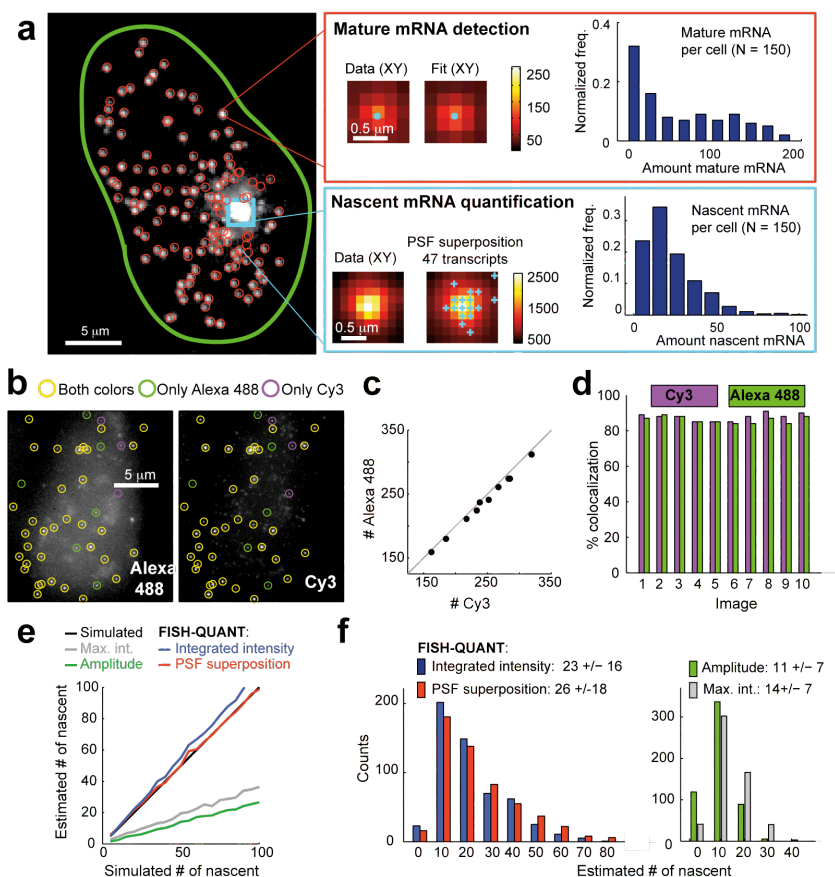 a
5 μm
Mature mRNA detection
Data (XY)
Fit (XY)
0.5 μm
250
150
50
Normalized freq.
0.4
0.2
0
Mature mRNA
per cell (N = 150)
0
100
200
Amount mature mRNA
Nascent mRNA quantification
Data (XY)
PSF superposition
47 transcripts
0.5 μm
2500
1500
500
Normalized freq.
0.3
0.2
0.1
0
Nascent mRNA
per cell (N = 150)
0
50
100
Amount nascent mRNA
b
Both colors
Only Alexa 488
Only Cy3
5 μm
Alexa
488
Cy3
c
# Alexa 488
350
250
150
150
250
350
# Cy3
d
Cy3
Alexa 488
% colocalization
100
80
60
40
20
0
1 2 3 4 5 6 7 8 9 10
Image
e
Simulated
Max. int.
Amplitude
FISH-QUANT:
Integrated intensity
PSF superposition
Estimated # of nascent
100
80
60
40
20
0
0
50
100
Simulated # of nascent
f
FISH-QUANT:
Integrated intensity: 23 +/− 16
PSF superposition: 26 +/-18
Counts
200
100
0
0 10 20 30 40 50 60 70 80
Amplitude: 11 +/− 7
Max. int.: 14+/− 7
300
200
100
0
0 10 20 30 40
Estimated # of nascent